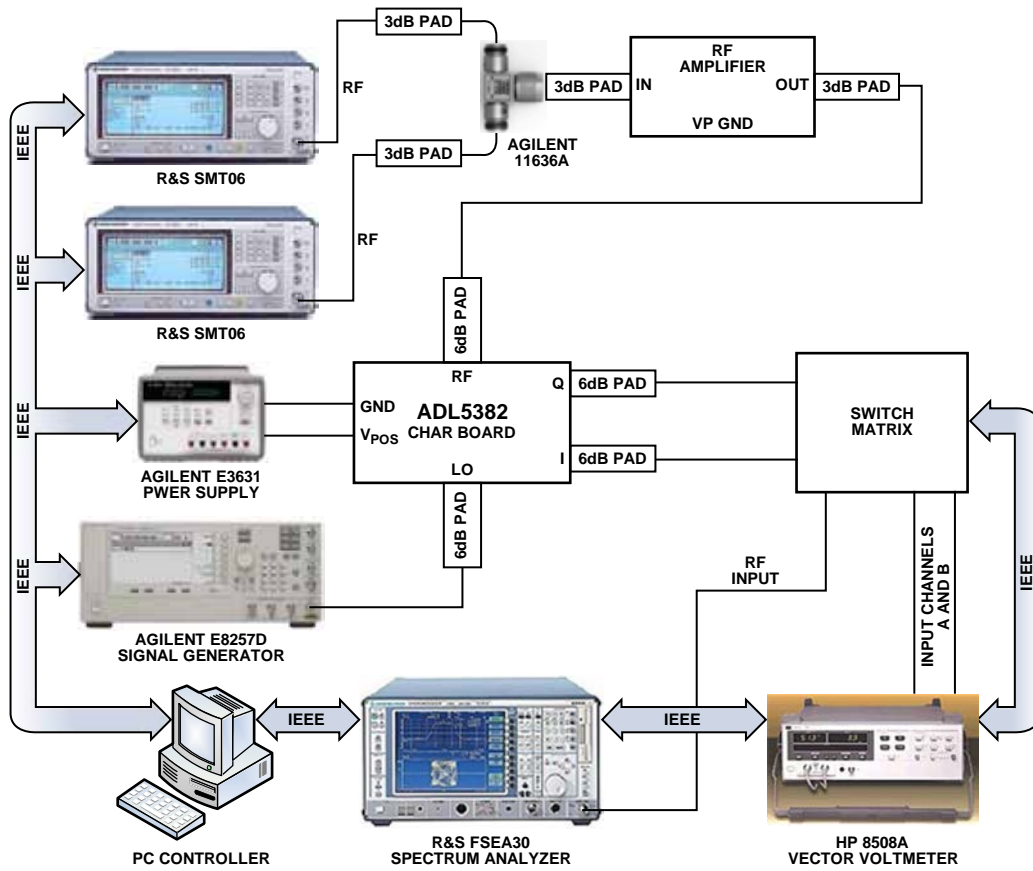 3dB PAD
RF
3dB PAD
AGILENT
11636A
3dB PAD
IN
RF
AMPLIFIER
OUT
VP GND
3dB PAD
IEEE
R&S SMT06
RF
IEEE
R&S SMT06
6dB PAD
IEEE
AGILENT E3631
PWER SUPPLY
RF
GND
VPOS
ADL5382
CHAR BOARD
Q
I
LO
6dB PAD
6dB PAD
SWITCH
MATRIX
6dB PAD
IEEE
AGILENT E8257D
SIGNAL GENERATOR
RF
INPUT
INPUT CHANNELS
A AND B
IEEE
PC CONTROLLER
IEEE
R&S FSEA30
SPECTRUM ANALYZER
IEEE
HP 8508A
VECTOR VOLTMETER